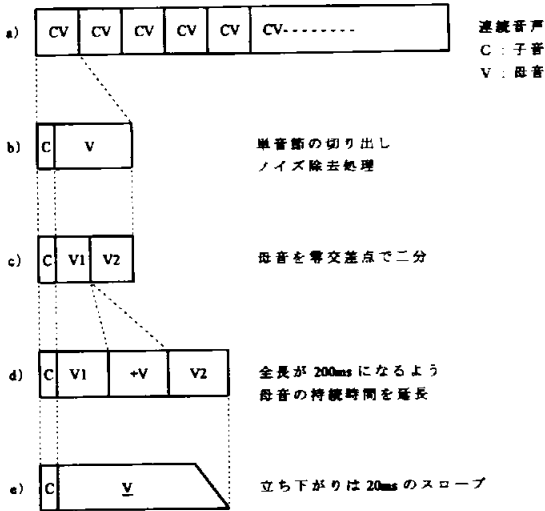 a) CV CV CV CV CV CV-------- 連続音声
C : 子音
V : 母音
b) C V 単音節の切り出し
ノイズ除去処理
c) C V1 V2 母音を零交差点で二分
d) C V1 +V V2 全長が 200ms になるよう
母音の持続時間を延長
e) C V 立ち下がりは 20ms のスロープ